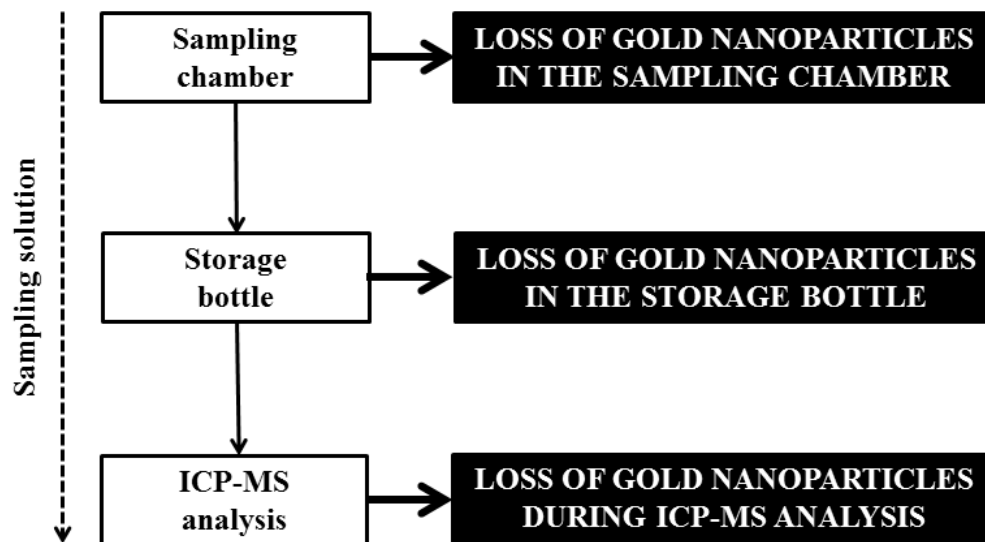 Sampling solution
Sampling
chamber
LOSS OF GOLD NANOPARTICLES
IN THE SAMPLING CHAMBER
Storage
bottle
LOSS OF GOLD NANOPARTICLES
IN THE STORAGE BOTTLE
ICP-MS
analysis
LOSS OF GOLD NANOPARTICLES
DURING ICP-MS ANALYSIS